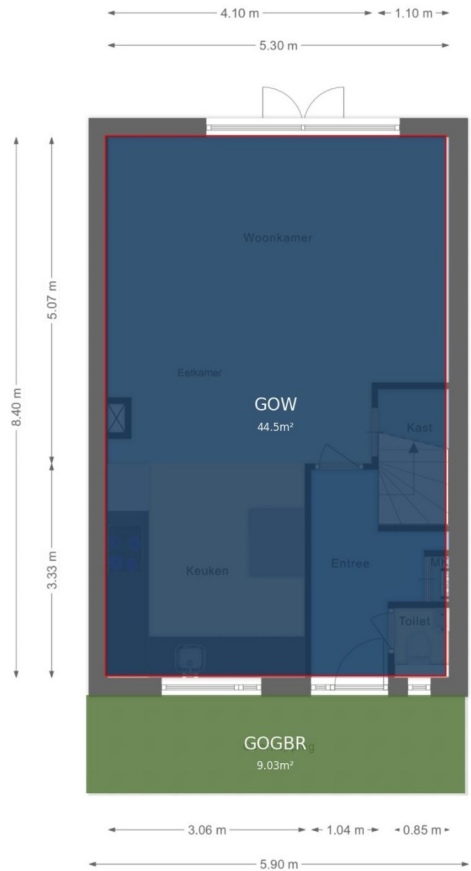 4.10 m 1.10 m
5.30 m
Woonkamer
5.07 m
8.40 m
Eetkamer
GOW
44.5m²
Kast
3.33 m
Keuken
Entree
Toilet
GOGBR
9.03m²
3.06 m 1.04 m 0.85 m
5.90 m